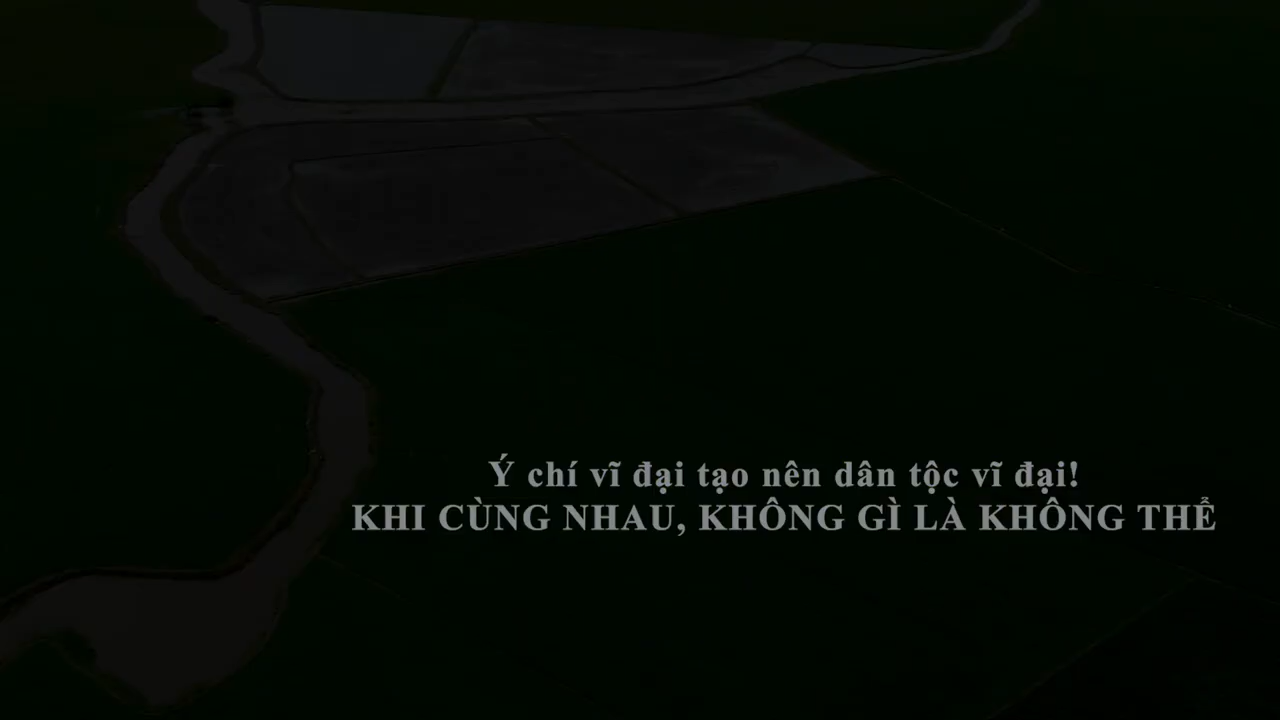 Ý chí vĩ đại tạo nên dân tộc vĩ đại!
KHI CÙNG NHAU, KHÔNG GÌ LÀ KHÔNG THỂ